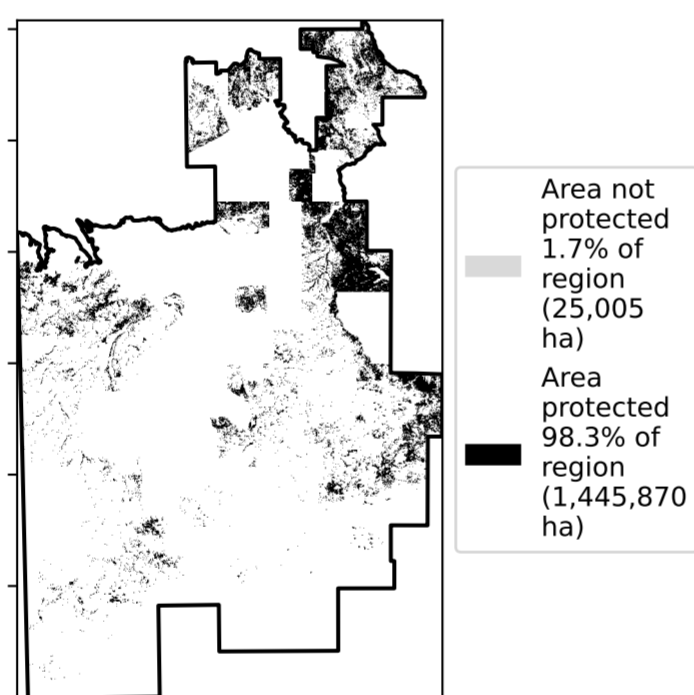 Area not
protected
1.7% of
region
(25,005
ha)
Area
protected
98.3% of
region
(1,445,870
ha)